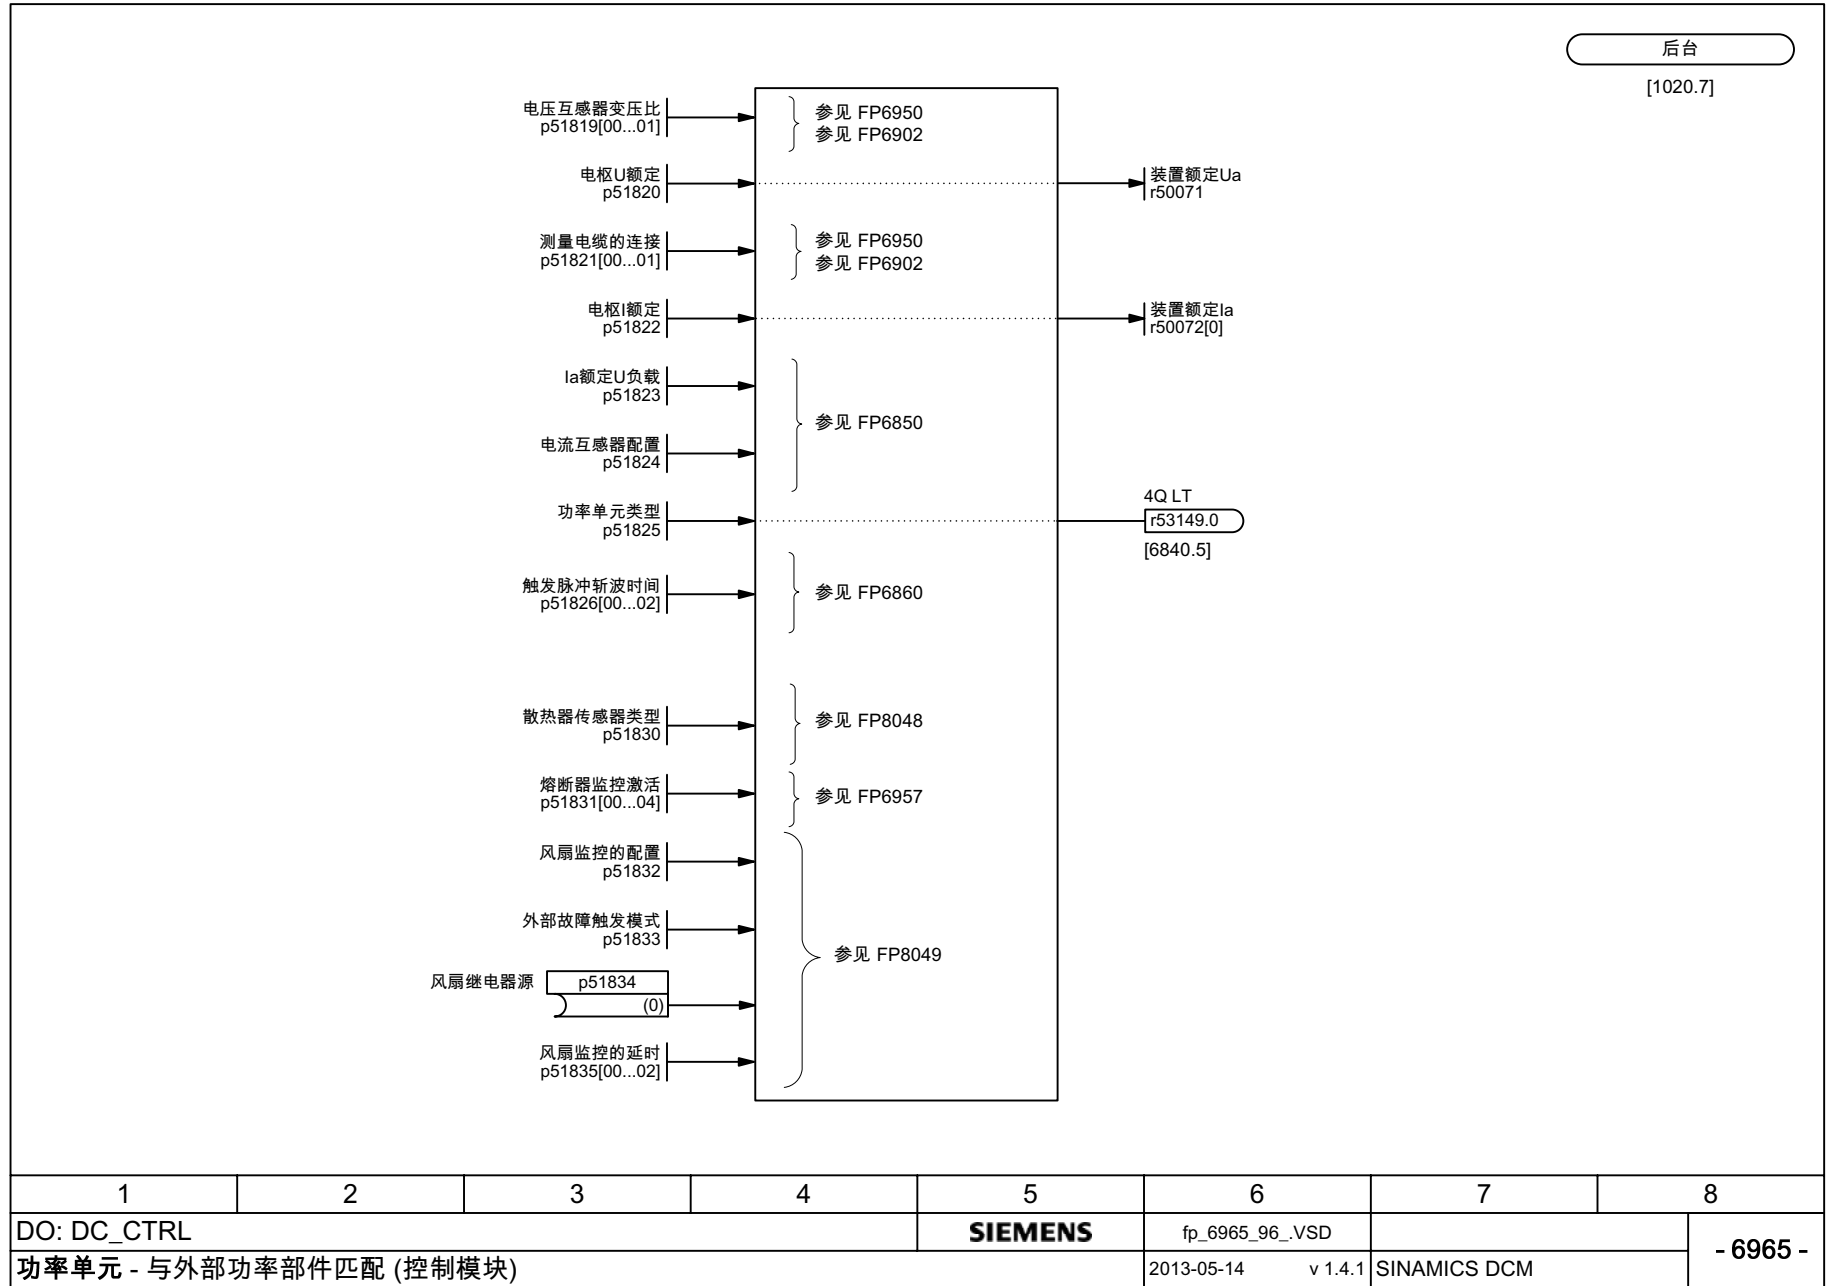 后台
[1020.7]
电压互感器变压比
p51819[00...01]
参见 FP6950
参见 FP6902
电枢U额定
p51820
装置额定Ua
r50071
测量电缆的连接
p51821[00...01]
参见 FP6950
参见 FP6902
电枢I额定
p51822
装置额定Ia
r50072[0]
Ia额定U负载
p51823
参见 FP6850
电流互感器配置
p51824
功率单元类型
p51825
4Q LT
r53149.0
[6840.5]
触发脉冲斩波时间
p51826[00...02]
参见 FP6860
散热器传感器类型
p51830
参见 FP8048
熔断器监控激活
p51831[00...04]
参见 FP6957
风扇监控的配置
p51832
外部故障触发模式
p51833
参见 FP8049
风扇继电器源
p51834
(0)
风扇监控的延时
p51835[00...02]
1 2 3 4 5 6 7 8
DO: DC_CTRL
SIEMENS
fp_6965_96_.VSD
- 6965 -
功率单元 - 与外部功率部件匹配 (控制模块)
2013-05-14 v 1.4.1
SINAMICS DCM